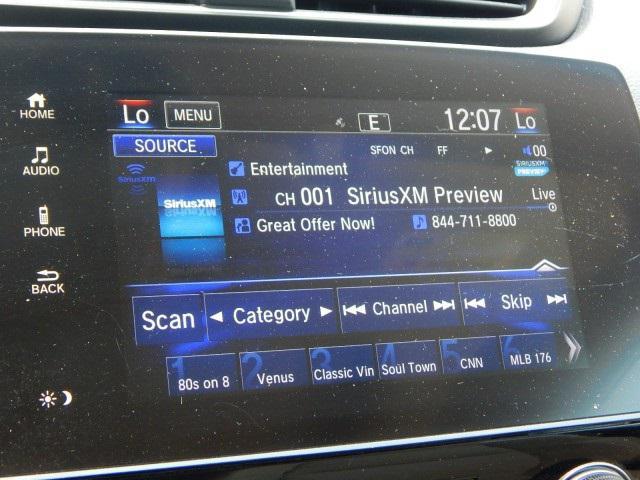 HOME
AUDIO
PHONE
BACK
Lo MENU E 12:07 Lo
SOURCE SFON CH FF 00
SiriusXM
Entertainment
SIRIUSXM
PREVIEW
SiriusXM
CH 001 SiriusXM Preview Live
Great Offer Now! 844-711-8800
Scan Category Channel Skip
1 2 3 4 5 6
80s on 8 Venus Classic Vin Soul Town CNN MLB 176